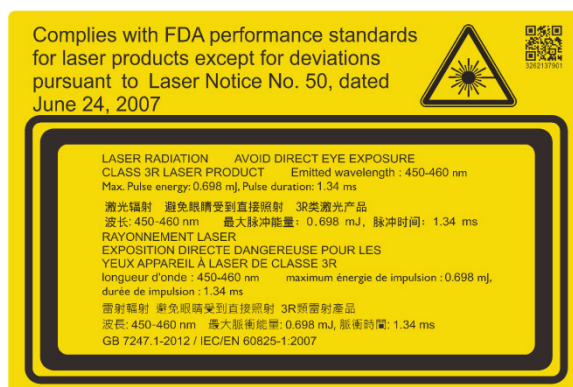 Complies with FDA performance standards
for laser products except for deviations
pursuant to Laser Notice No. 50, dated
June 24, 2007
3262137901
LASER RADIATION AVOID DIRECT EYE EXPOSURE
CLASS 3R LASER PRODUCT Emitted wavelength : 450-460 nm
Max. Pulse energy: 0.698 mJ, Pulse duration: 1.34 ms
激光辐射 避免眼睛受到直接照射 3R类激光产品
波长: 450-460 nm 最大脉冲能量: 0.698 mJ, 脉冲时间: 1.34 ms
RAYONNEMENT LASER
EXPOSITION DIRECTE DANGEREUSE POUR LES
YEUX APPAREIL À LASER DE CLASSE 3R
longueur d'onde : 450-460 nm maximum énergie de impulsion : 0.698 mJ,
durée de impulsion : 1.34 ms
雷射輻射 避免眼睛受到直接照射 3R類雷射產品
波長: 450-460 nm 最大脈衝能量: 0.698 mJ, 脈衝時間: 1.34 ms
GB 7247.1-2012 / IEC/EN 60825-1:2007